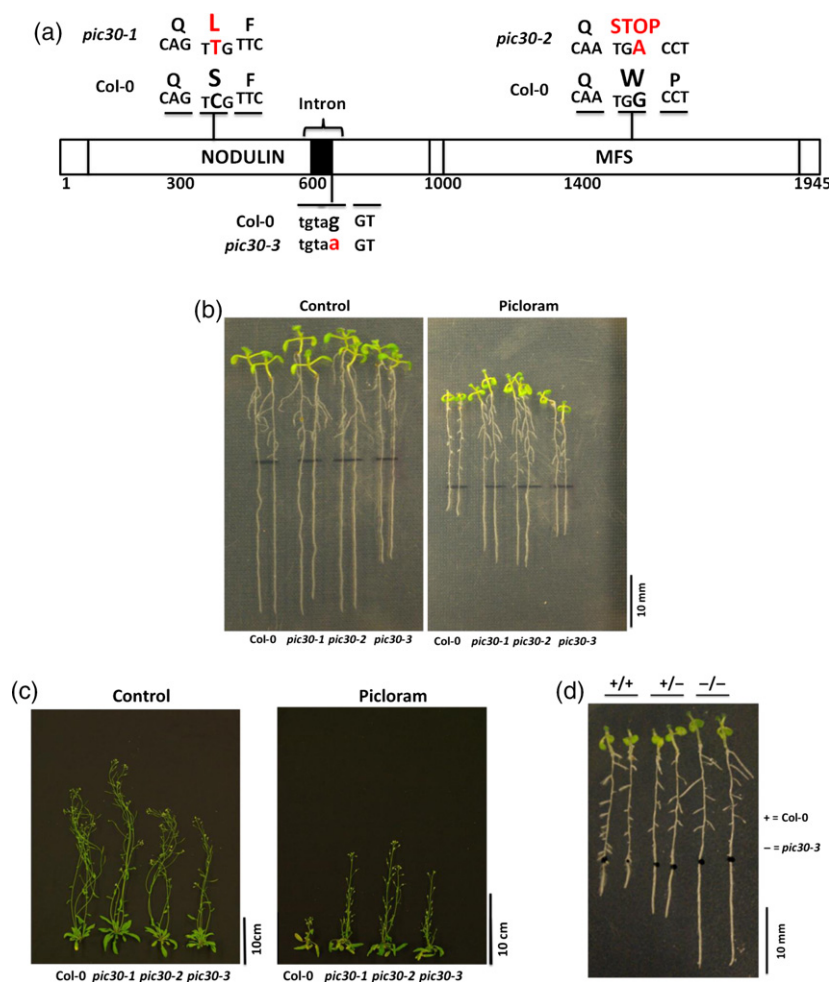 (a)
pic30-1
Q L F
CAG TTG TTC
Col-0
Q S F
CAG TCG TTC
pic30-2
Q STOP
CAA TGA CCT
Col-0
Q W P
CAA TGG CCT
Intron
NODULIN MFS
1 300 600 1000 1400 1945
Col-0 tgtag GT
pic30-3 tgtaa GT
(b)
Control Picloram
10 mm
Col-0 pic30-1 pic30-2 pic30-3 Col-0 pic30-1 pic30-2 pic30-3
(c)
Control Picloram
10cm
10 cm
Col-0 pic30-1 pic30-2 pic30-3 Col-0 pic30-1 pic30-2 pic30-3
(d)
+/+ +/− −/−
+ = Col-0
− = pic30-3
10 mm